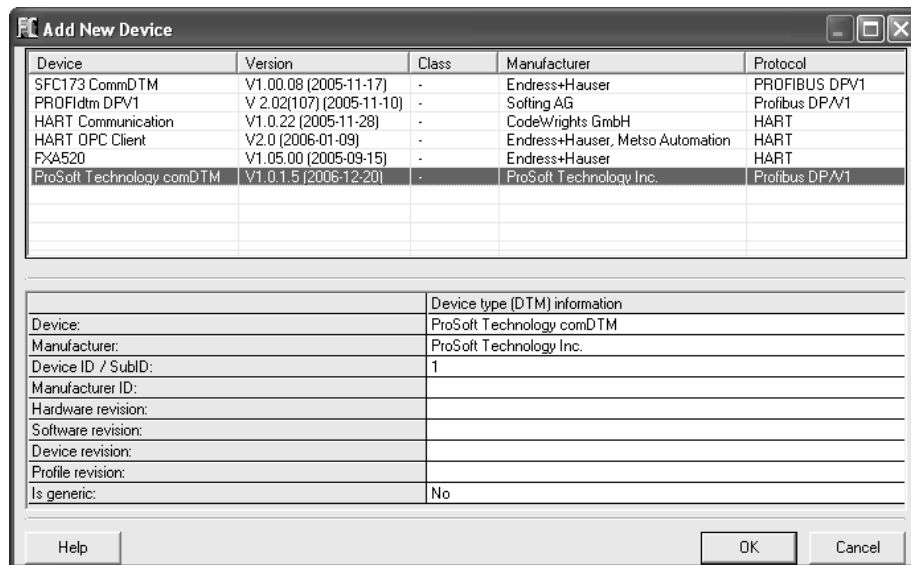 FC Add New Device
Device Version Class Manufacturer Protocol
SFC173 CommDTM V1.00.08 (2005-11-17) - Endress+Hauser PROFIBUS DPV1
PROFIdtm DPV1 V 2.02(107) (2005-11-10) - Softing AG Profibus DP/V1
HART Communication V1.0.22 (2005-11-28) - CodeWrights GmbH HART
HART OPC Client V2.0 (2006-01-09) - Endress+Hauser, Metso Automation HART
FXA520 V1.05.00 (2005-09-15) - Endress+Hauser HART
ProSoft Technology comDTM V1.0.1.5 (2006-12-20) - ProSoft Technology Inc. Profibus DP/V1
Device type (DTM) information
Device: ProSoft Technology comDTM
Manufacturer: ProSoft Technology Inc.
Device ID / SubID: 1
Manufacturer ID:
Hardware revision:
Software revision:
Device revision:
Profile revision:
Is generic: No
Help OK Cancel